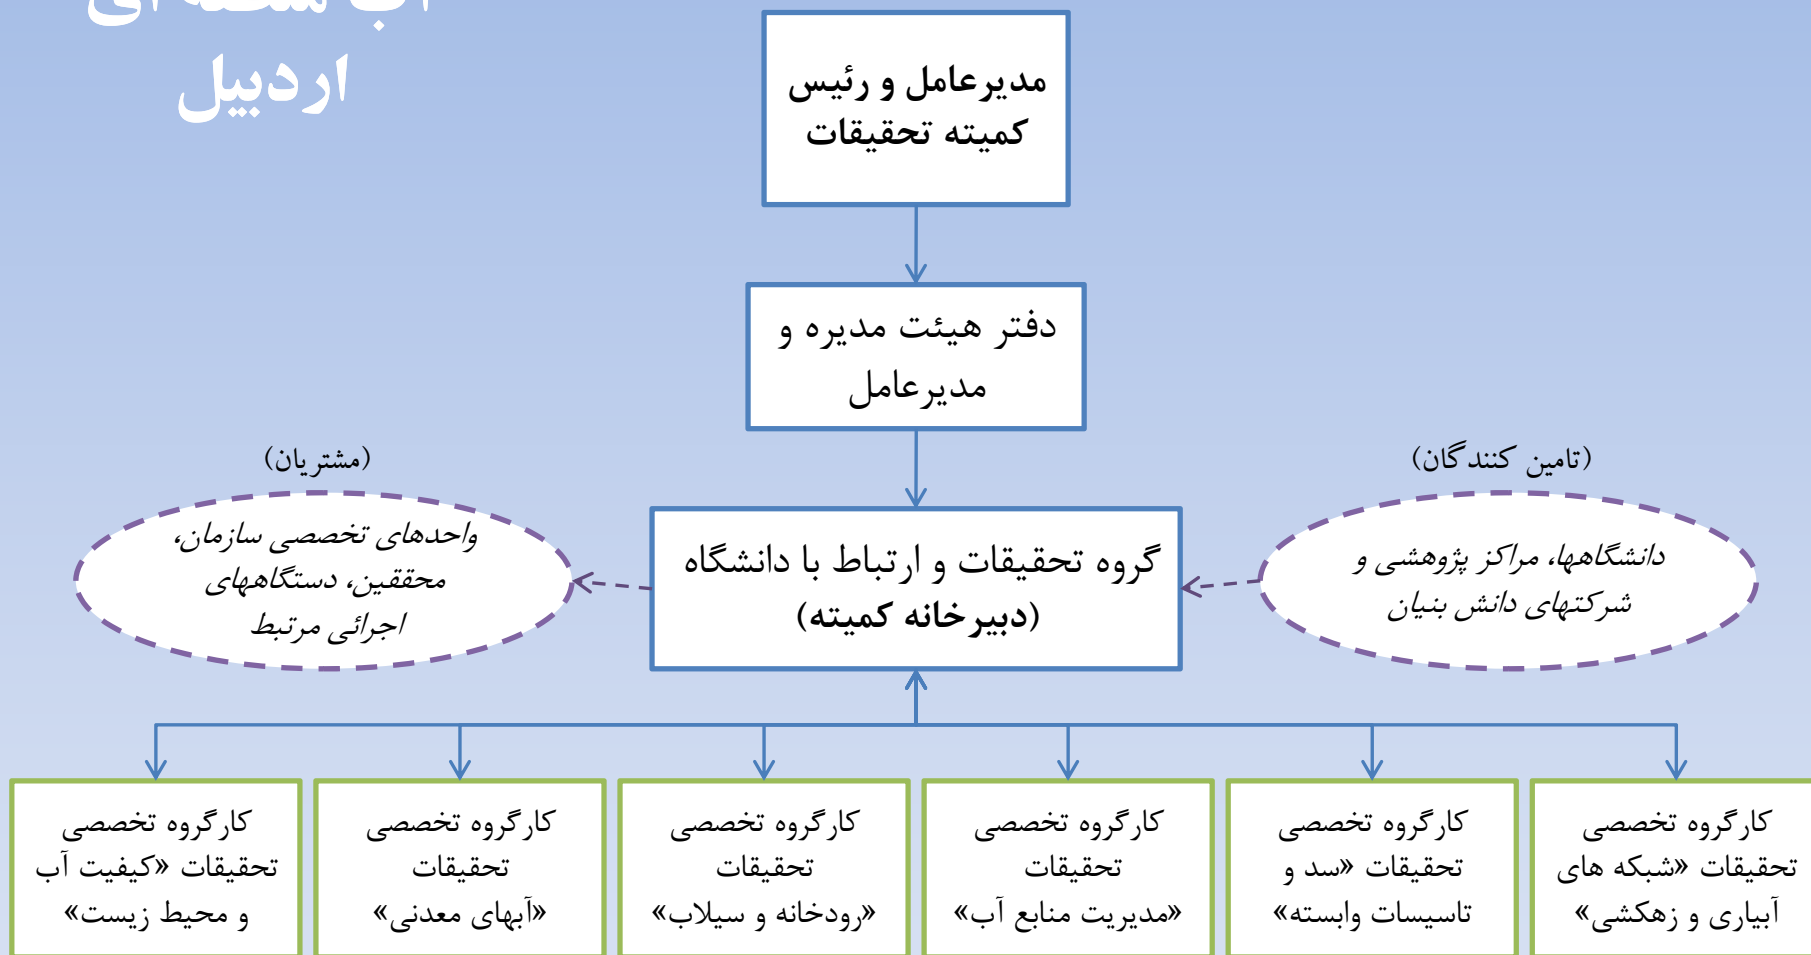 اردبیل
مدیرعامل و رئیس
کمیته تحقیقات
دفتر هیئت مدیره و
مدیرعامل
(تامین کنندگان)
دانشگاهها، مراکز پژوهشی و
شرکتهای دانش بنیان
گروه تحقیقات و ارتباط با دانشگاه
(دبیرخانه کمیته)
(مشتریان)
واحدهای تخصصی سازمان،
محققین، دستگاههای
اجرائی مرتبط
کارگروه تخصصی
تحقیقات «شبکه های
آبیاری و زهکشی»
کارگروه تخصصی
تحقیقات «سد و
تاسیسات وابسته»
کارگروه تخصصی
تحقیقات
«مدیریت منابع آب»
کارگروه تخصصی
تحقیقات
«رودخانه و سیلاب»
کارگروه تخصصی
تحقیقات
«آبهای معدنی»
کارگروه تخصصی
تحقیقات «کیفیت آب
و محیط زیست»